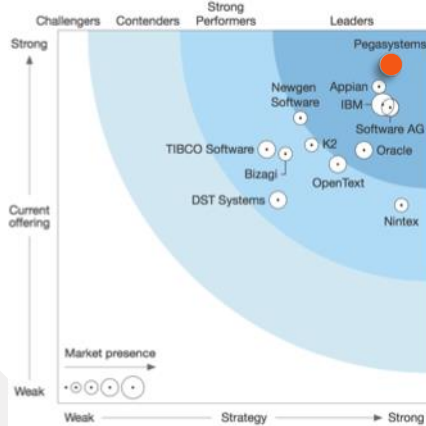 Challengers Contenders Strong Performers Leaders
Strong
Pegasystems
Appian
Newgen Software
IBM
Software AG
K2
Oracle
TIBCO Software
Bizagi
OpenText
DST Systems
Nintex
Current offering
Market presence
Weak
Weak Strategy Strong